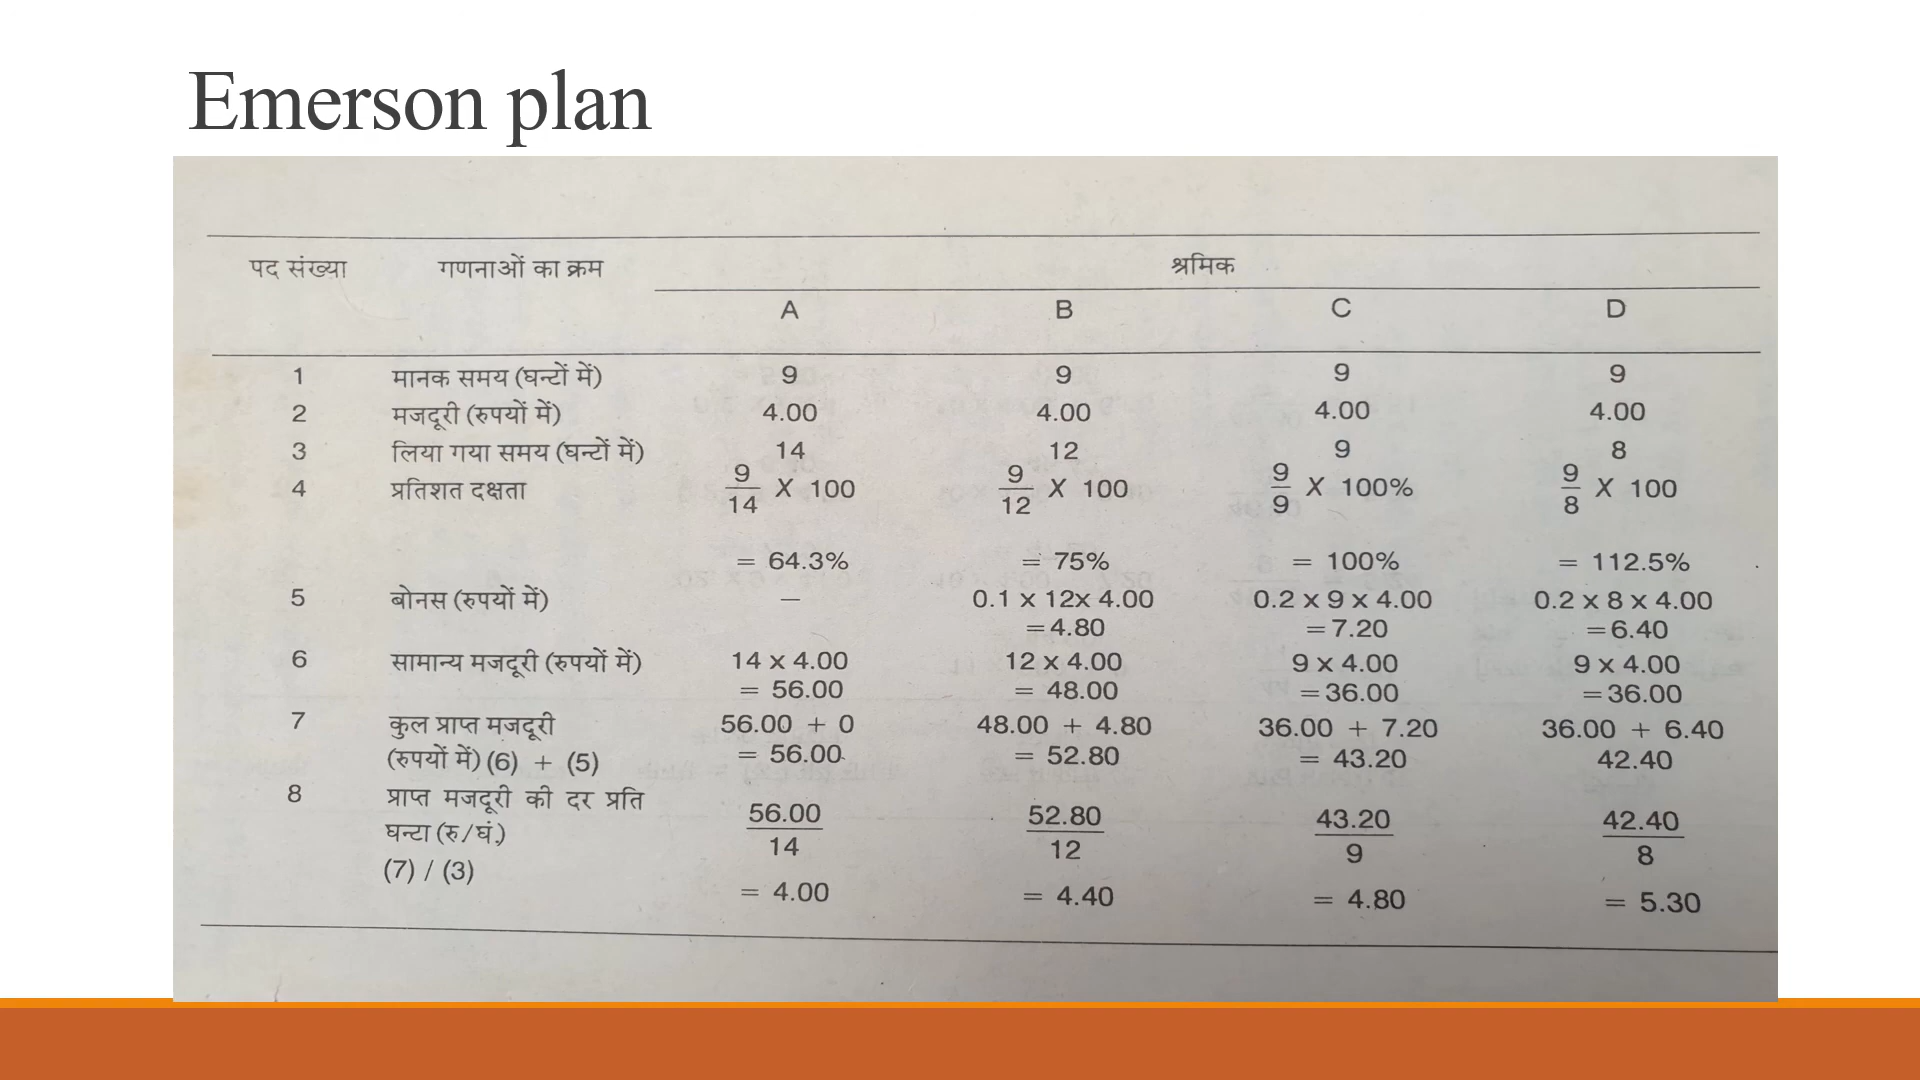 Emerson plan
पद संख्या गणनाओं का क्रम श्रमिक
A B C D
1 मानक समय (घन्टों में) 9 9 9 9
2 मजदूरी (रुपयों में) 4.00 4.00 4.00 4.00
3 लिया गया समय (घन्टों में) 14 12 9 8
4 प्रतिशत दक्षता 9/14 X 100 9/12 X 100 9/9 X 100% 9/8 X 100
= 64.3% = 75% = 100% = 112.5%
5 बोनस (रुपयों में) — 0.1 x 12x 4.00 0.2 x 9 x 4.00 0.2 x 8 x 4.00
=4.80 =7.20 =6.40
6 सामान्य मजदूरी (रुपयों में) 14 x 4.00 12 x 4.00 9 x 4.00 9 x 4.00
= 56.00 = 48.00 =36.00 =36.00
7 कुल प्राप्त मजदूरी 56.00 + 0 48.00 + 4.80 36.00 + 7.20 36.00 + 6.40
(रुपयों में) (6) + (5) = 56.00 = 52.80 = 43.20 42.40
8 प्राप्त मजदूरी की दर प्रति
घन्टा (रु/घं.) 56.00/14 52.80/12 43.20/9 42.40/8
(7) / (3)
= 4.00 = 4.40 = 4.80 = 5.30